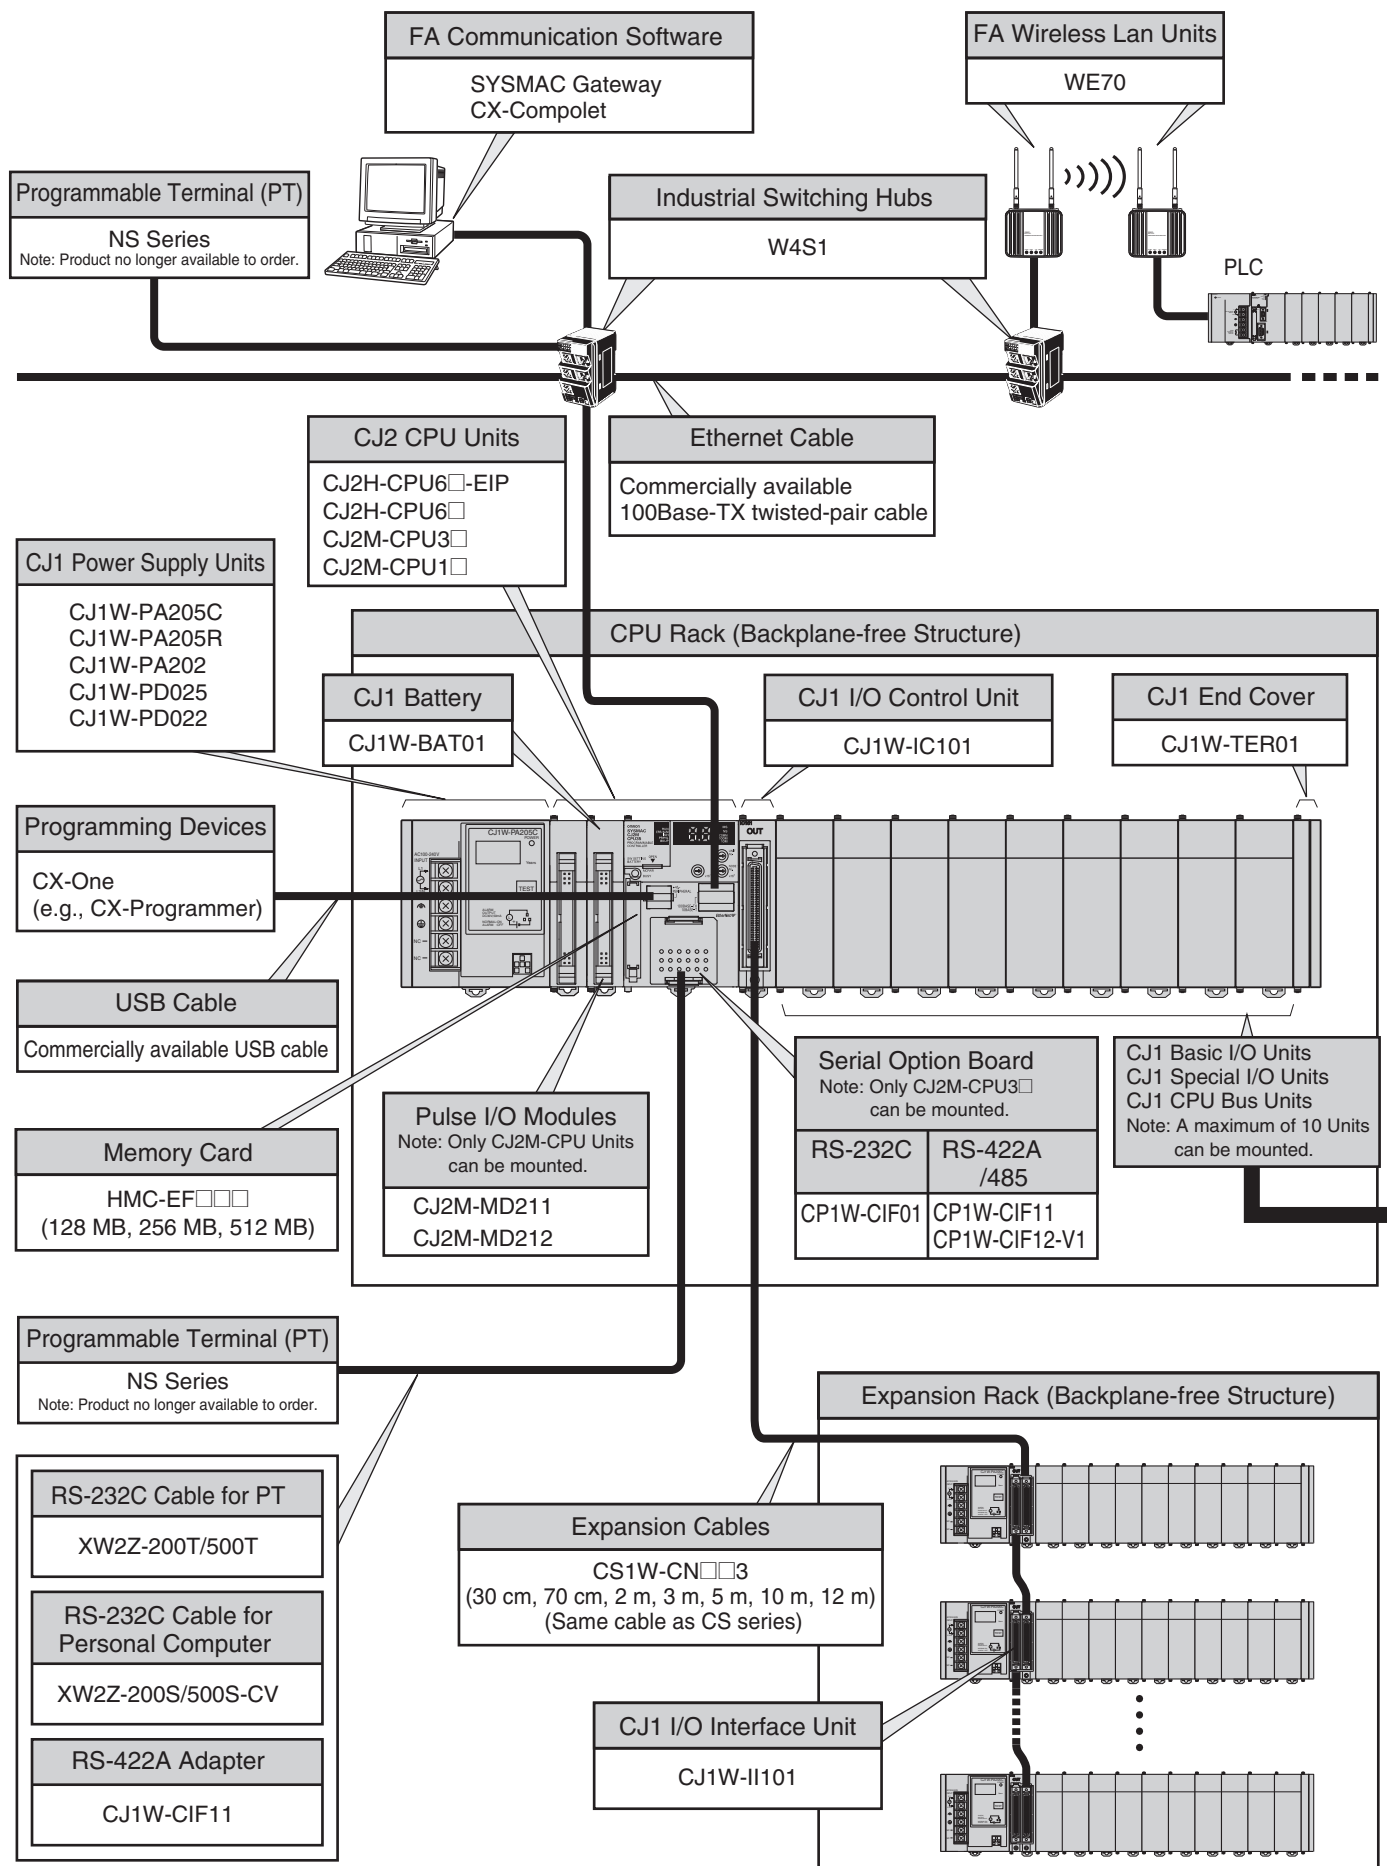 FA Communication Software
SYSMAC Gateway
CX-Compolet
FA Wireless Lan Units
WE70
Programmable Terminal (PT)
NS Series
Note: Product no longer available to order.
Industrial Switching Hubs
W4S1
PLC
CJ2 CPU Units
CJ2H-CPU6□-EIP
CJ2H-CPU6□
CJ2M-CPU3□
CJ2M-CPU1□
Ethernet Cable
Commercially available
100Base-TX twisted-pair cable
CJ1 Power Supply Units
CJ1W-PA205C
CJ1W-PA205R
CJ1W-PA202
CJ1W-PD025
CJ1W-PD022
CPU Rack (Backplane-free Structure)
CJ1 Battery
CJ1W-BAT01
CJ1 I/O Control Unit
CJ1W-IC101
CJ1 End Cover
CJ1W-TER01
Programming Devices
CX-One
(e.g., CX-Programmer)
CJ1W-PA205C
POWER
AC100-240V
INPUT
TEST
NC
NC
SYSMAC
CJ2M
OPEN
PERIPHERAL
OUT
USB Cable
Commercially available USB cable
Memory Card
HMC-EF□□□
(128 MB, 256 MB, 512 MB)
Pulse I/O Modules
Note: Only CJ2M-CPU Units
can be mounted.
CJ2M-MD211
CJ2M-MD212
Serial Option Board
Note: Only CJ2M-CPU3□
can be mounted.
RS-232C
RS-422A
/485
CP1W-CIF01
CP1W-CIF11
CP1W-CIF12-V1
CJ1 Basic I/O Units
CJ1 Special I/O Units
CJ1 CPU Bus Units
Note: A maximum of 10 Units
can be mounted.
Programmable Terminal (PT)
NS Series
Note: Product no longer available to order.
RS-232C Cable for PT
XW2Z-200T/500T
RS-232C Cable for
Personal Computer
XW2Z-200S/500S-CV
RS-422A Adapter
CJ1W-CIF11
Expansion Cables
CS1W-CN□□3
(30 cm, 70 cm, 2 m, 3 m, 5 m, 10 m, 12 m)
(Same cable as CS series)
Expansion Rack (Backplane-free Structure)
CJ1 I/O Interface Unit
CJ1W-II101